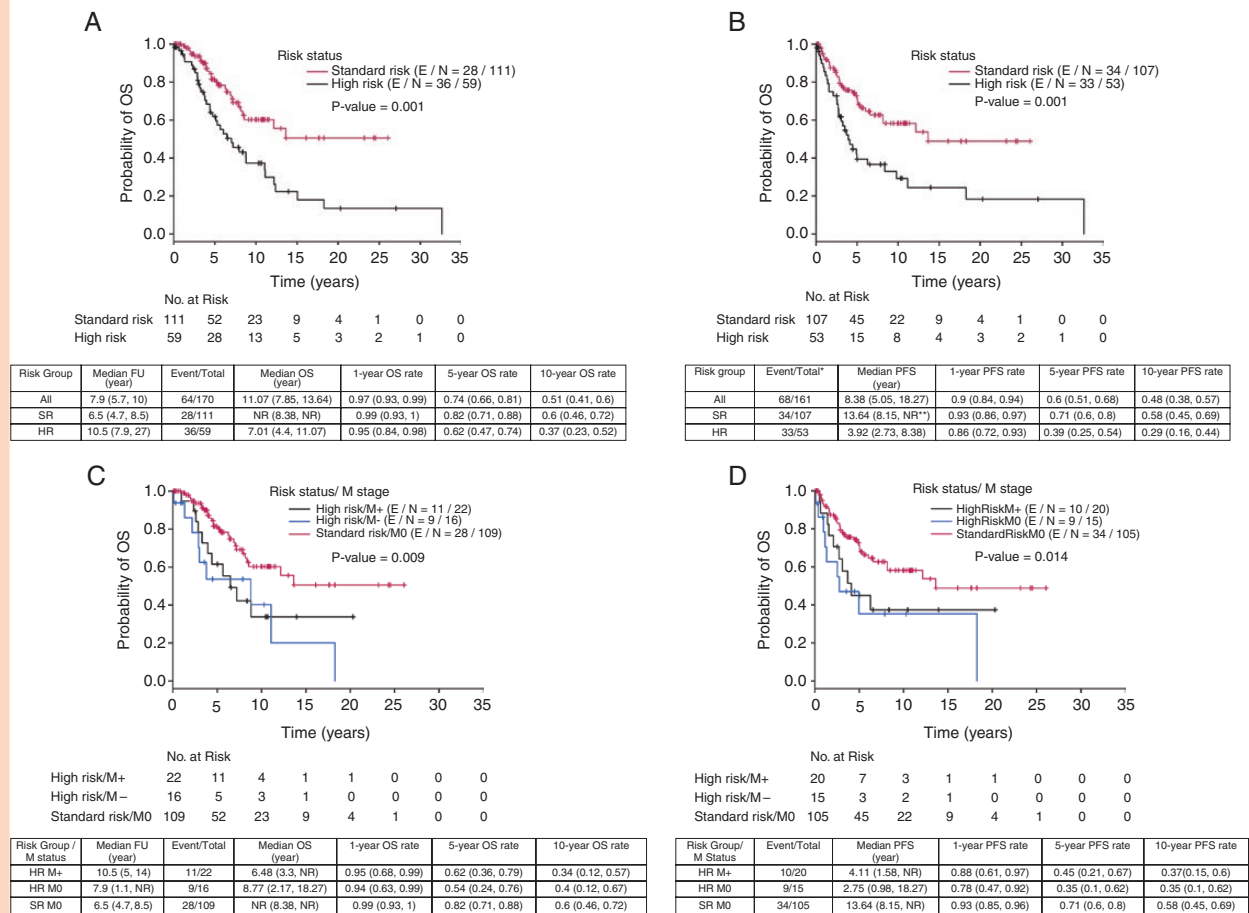 A
Risk status
Standard risk (E / N = 28 / 111)
High risk (E / N = 36 / 59)
P-value = 0.001
Probability of OS
1.0
0.8
0.6
0.4
0.2
0.0
0 5 10 15 20 25 30 35
Time (years)
No. at Risk
Standard risk 111 52 23 9 4 1 0 0
High risk 59 28 13 5 3 2 1 0
Risk Group Median FU (year) Event/Total Median OS (year) 1-year OS rate 5-year OS rate 10-year OS rate
All 7.9 (5.7, 10) 64/170 11.07 (7.85, 13.64) 0.97 (0.93, 0.99) 0.74 (0.66, 0.81) 0.51 (0.41, 0.6)
SR 6.5 (4.7, 8.5) 28/111 NR (8.38, NR) 0.99 (0.93, 1) 0.82 (0.71, 0.88) 0.6 (0.46, 0.72)
HR 10.5 (7.9, 27) 36/59 7.01 (4.4, 11.07) 0.95 (0.84, 0.98) 0.62 (0.47, 0.74) 0.37 (0.23, 0.52)
B
Risk status
Standard risk (E / N = 34 / 107)
High risk (E / N = 33 / 53)
P-value = 0.001
Probability of OS
1.0
0.8
0.6
0.4
0.2
0.0
0 5 10 15 20 25 30 35
Time (years)
No. at Risk
Standard risk 107 45 22 9 4 1 0 0
High risk 53 15 8 4 3 2 1 0
Risk group Event/Total* Median PFS (year) 1-year PFS rate 5-year PFS rate 10-year PFS rate
All 68/161 8.38 (5.05, 18.27) 0.9 (0.84, 0.94) 0.6 (0.51, 0.68) 0.48 (0.38, 0.57)
SR 34/107 13.64 (8.15, NR**) 0.93 (0.86, 0.97) 0.71 (0.6, 0.8) 0.58 (0.45, 0.69)
HR 33/53 3.92 (2.73, 8.38) 0.86 (0.72, 0.93) 0.39 (0.25, 0.54) 0.29 (0.16, 0.44)
C
Risk status/ M stage
High risk/M+ (E / N = 11 / 22)
High risk/M- (E / N = 9 / 16)
Standard risk/M0 (E / N = 28 / 109)
P-value = 0.009
Probability of OS
1.0
0.8
0.6
0.4
0.2
0.0
0 5 10 15 20 25 30 35
Time (years)
No. at Risk
High risk/M+ 22 11 4 1 1 0 0 0
High risk/M− 16 5 3 1 0 0 0 0
Standard risk/M0 109 52 23 9 4 1 0 0
Risk Group / M status Median FU (year) Event/Total Median OS (year) 1-year OS rate 5-year OS rate 10-year OS rate
HR M+ 10.5 (5, 14) 11/22 6.48 (3.3, NR) 0.95 (0.68, 0.99) 0.62 (0.36, 0.79) 0.34 (0.12, 0.57)
HR M0 7.9 (1.1, NR) 9/16 8.77 (2.17, 18.27) 0.94 (0.63, 0.99) 0.54 (0.24, 0.76) 0.4 (0.12, 0.67)
SR M0 6.5 (4.7,8.5) 28/109 NR (8.38, NR) 0.99 (0.93, 1) 0.82 (0.71, 0.88) 0.6 (0.46, 0.72)
D
Risk status/ M stage
HighRiskM+ (E / N = 10 / 20)
HighRiskM0 (E / N = 9 / 15)
StandardRiskM0 (E / N = 34 / 105)
P-value = 0.014
Probability of OS
1.0
0.8
0.6
0.4
0.2
0.0
0 5 10 15 20 25 30 35
Time (years)
No. at Risk
High risk/M+ 20 7 3 1 1 0 0 0
High risk/M− 15 3 2 1 0 0 0 0
Standard risk/M0 105 45 22 9 4 1 0 0
Risk Group/ M Status Event/Total Median PFS (year) 1-year PFS rate 5-year PFS rate 10-year PFS rate
HR M+ 10/20 4.11 (1.58, NR) 0.88 (0.61, 0.97) 0.45 (0.21, 0.67) 0.37(0.15, 0.6)
HR M0 9/15 2.75 (0.98, 18.27) 0.78 (0.47, 0.92) 0.35 (0.1, 0.62) 0.35 (0.1, 0.62)
SR M0 34/105 13.64 (8.15, NR) 0.93 (0.85, 0.96) 0.71 (0.6, 0.8) 0.58 (0.45, 0.69)